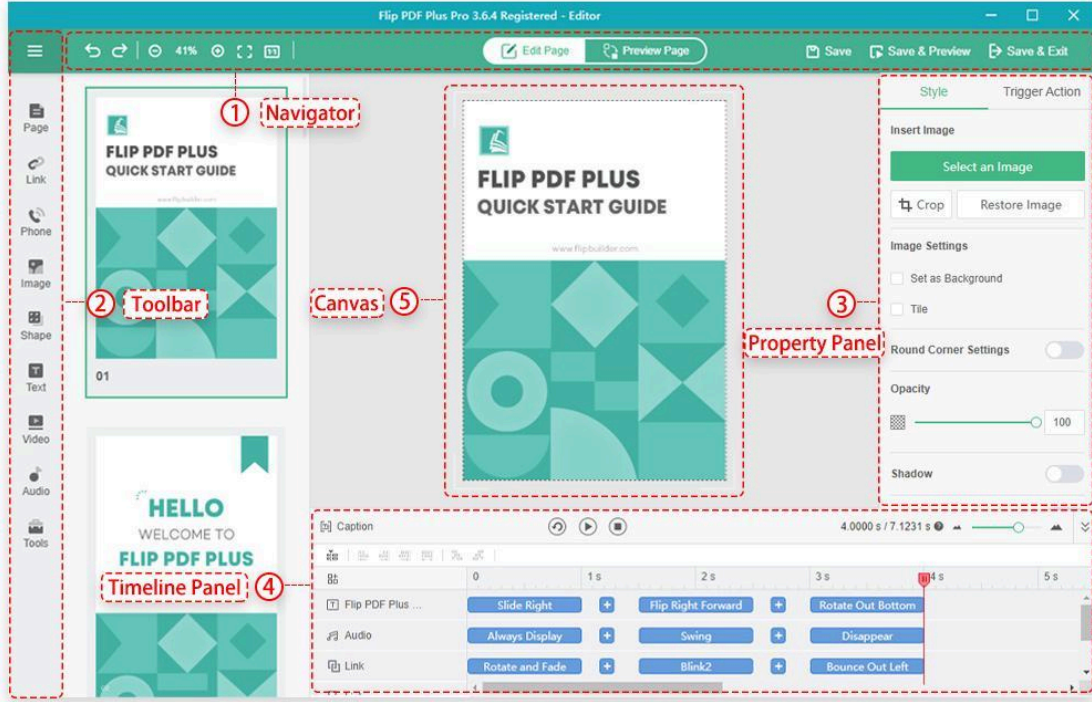 Flip PDF Plus Pro 3.6.4 Registered - Editor
41% 1:1 Edit Page Preview Page Save Save & Preview Save & Exit
① Navigator
Page
Link
Phone
Image
Shape
Text
Video
Audio
Tools
② Toolbar
FLIP PDF PLUS
QUICK START GUIDE
www.flipbuilder.com
01
HELLO
WELCOME TO
FLIP PDF PLUS
Canvas ⑤
FLIP PDF PLUS
QUICK START GUIDE
www.flipbuilder.com
③
Property Panel
Style Trigger Action
Insert Image
Select an Image
Crop Restore Image
Image Settings
Set as Background
Tile
Round Corner Settings
Opacity
100
Shadow
Timeline Panel ④
Caption 4.0000 s / 7.1231 s
0 1 s 2 s 3 s 4 s 5 s
Flip PDF Plus ... Slide Right + Flip Right Forward + Rotate Out Bottom
Audio Always Display + Swing + Disappear
Link Rotate and Fade + Blink2 + Bounce Out Left